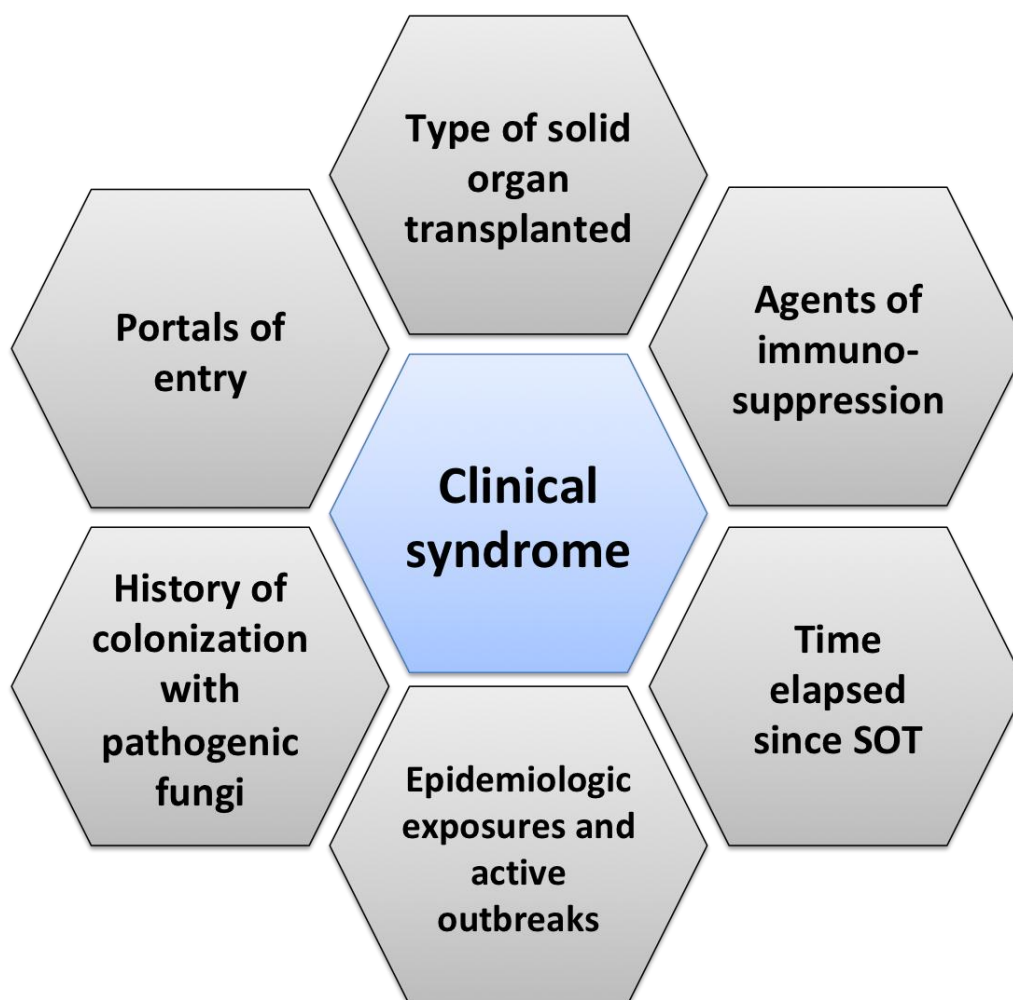 Type of solid
organ
transplanted
Portals of
entry
Agents of
immuno-
suppression
Clinical
syndrome
History of
colonization
with
pathogenic
fungi
Time
elapsed
since SOT
Epidemiologic
exposures and
active
outbreaks